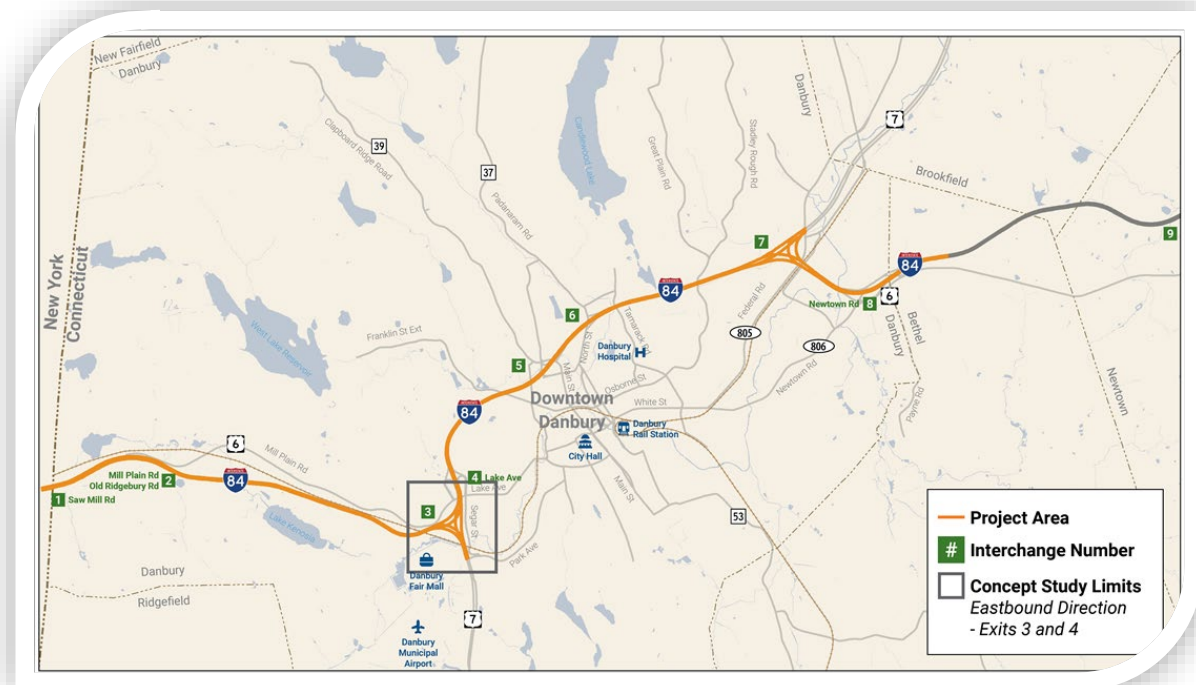 New Fairfield
Danbury
New York
Connecticut
39
Clapboard Ridge Road
37
Padanaram Rd
Candlewood Lake
Great Plain Rd
Stadley Rough Rd
Danbury
7
Brookfield
9
7
84
Newtown Rd 8
6
Danbury
Bethel
Newtown
Payne Rd
84
Federal Rd
805
806
Newtown Rd
6
North St
Tamarack Rd
Danbury
Hospital
H
5
Main St
Osborne St
White St
Franklin St Ext
West Lake Reservoir
84
Downtown
Danbury
Danbury
Rail Station
City Hall
Main St
53
6
Mill Plain Rd
Mill Plain Rd
Old Ridgebury Rd
2
84
1 Saw Mill Rd
Lake Kenosia
4 Lake Ave
Lake Ave
3
Segar St
Park Ave
Danbury
Fair Mall
Danbury
Ridgefield
7
Danbury
Municipal
Airport
Project Area
# Interchange Number
Concept Study Limits
Eastbound Direction
- Exits 3 and 4